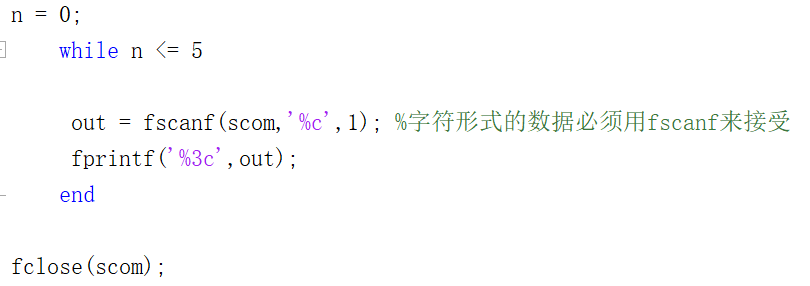 n = 0;
while n <= 5
out = fscanf(scom,'%c',1); %字符形式的数据必须用fscanf来接受
fprintf('%3c',out);
end
fclose(scom);